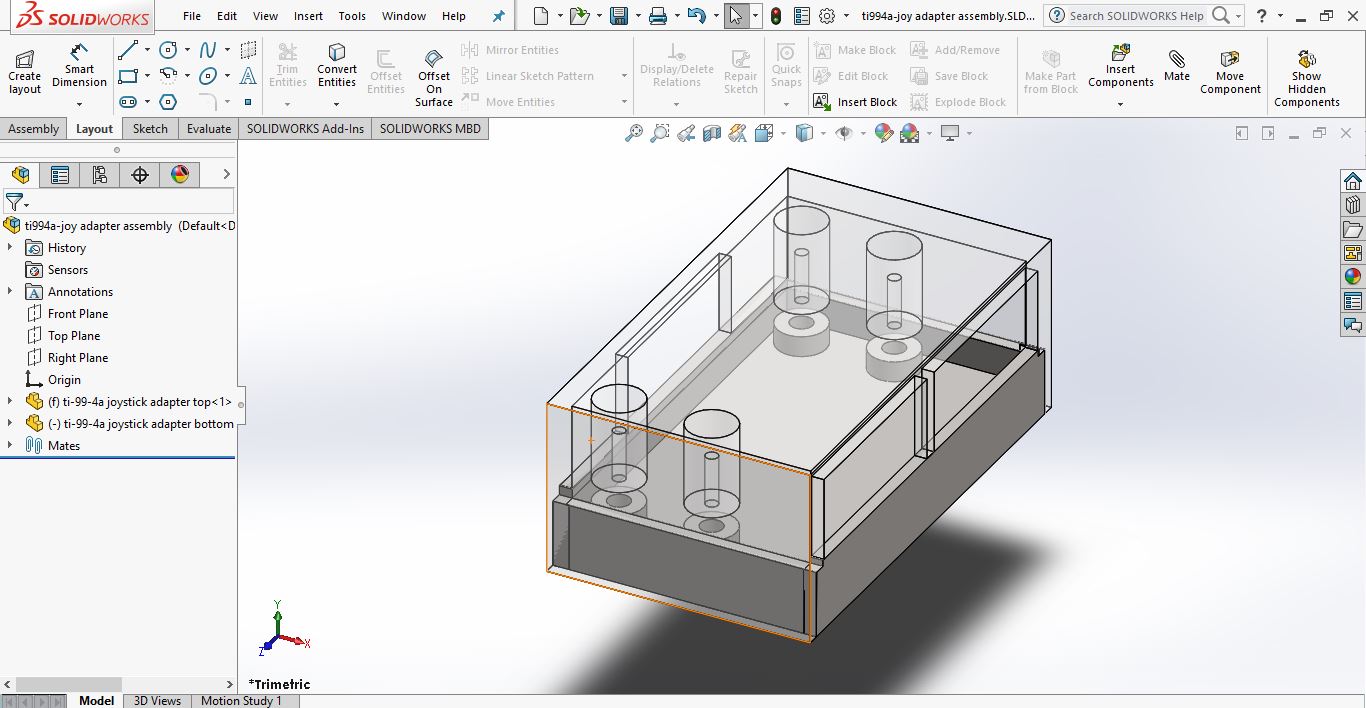 SOLIDWORKS
File Edit View Insert Tools Window Help
ti994a-joy adapter assembly.SLD...
Search SOLIDWORKS Help
?
Create layout
Smart Dimension
Trim Entities
Convert Entities
Offset Entities
Offset On Surface
Mirror Entities
Linear Sketch Pattern
Move Entities
Display/Delete Relations
Repair Sketch
Quick Snaps
Make Block
Edit Block
Insert Block
Add/Remove
Save Block
Explode Block
Make Part from Block
Insert Components
Mate
Move Component
Show Hidden Components
Assembly Layout Sketch Evaluate SOLIDWORKS Add-Ins SOLIDWORKS MBD
ti994a-joy adapter assembly (Default<D
History
Sensors
Annotations
Front Plane
Top Plane
Right Plane
Origin
(f) ti-99-4a joystick adapter top<1>
(-) ti-99-4a joystick adapter bottom
Mates
Y
X
Z
*Trimetric
Model 3D Views Motion Study 1